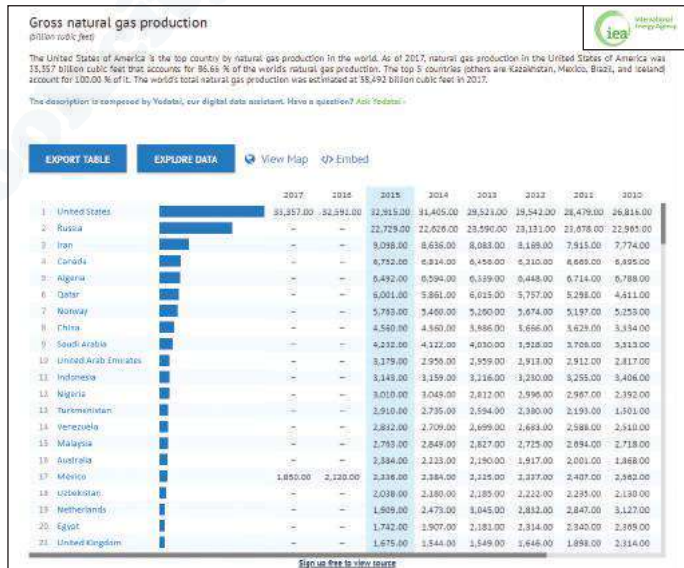 Gross natural gas production
(billion cubic feet)
iea International Energy Agency
The United States of America is the top country by natural gas production in the world. As of 2017, natural gas production in the United States of America was
33,357 billion cubic feet that accounts for 86.66 % of the world's natural gas production. The top 5 countries (others are Kazakhstan, Mexico, Brazil, and Iceland)
account for 100.00 % of it. The world's total natural gas production was estimated at 38,492 billion cubic feet in 2017.
The description is composed by Yodatai, our digital data assistant. Have a question? Ask Yodatai ›
EXPORT TABLE EXPLORE DATA View Map </> Embed
2017 2016 2015 2014 2013 2012 2011 2010
1 United States 33,357.00 32,591.00 32,915.00 31,405.00 29,523.00 29,542.00 28,479.00 26,816.00
2 Russia – – 22,729.00 22,626.00 23,590.00 23,131.00 23,678.00 22,965.00
3 Iran – – 9,098.00 8,636.00 8,083.00 8,169.00 7,915.00 7,774.00
4 Canada – – 6,752.00 6,814.00 6,456.00 6,310.00 6,669.00 6,695.00
5 Algeria – – 6,492.00 6,594.00 6,339.00 6,448.00 6,714.00 6,788.00
6 Qatar – – 6,001.00 5,861.00 6,015.00 5,757.00 5,298.00 4,611.00
7 Norway – – 5,763.00 5,460.00 5,260.00 5,674.00 5,197.00 5,253.00
8 China – – 4,560.00 4,360.00 3,986.00 3,666.00 3,629.00 3,334.00
9 Saudi Arabia – – 4,232.00 4,122.00 4,030.00 3,918.00 3,706.00 3,313.00
10 United Arab Emirates – – 3,179.00 2,956.00 2,959.00 2,913.00 2,912.00 2,817.00
11 Indonesia – – 3,143.00 3,159.00 3,216.00 3,230.00 3,255.00 3,406.00
12 Nigeria – – 3,010.00 3,049.00 2,812.00 2,996.00 2,967.00 2,392.00
13 Turkmenistan – – 2,910.00 2,735.00 2,594.00 2,380.00 2,193.00 1,501.00
14 Venezuela – – 2,832.00 2,709.00 2,699.00 2,683.00 2,588.00 2,510.00
15 Malaysia – – 2,763.00 2,849.00 2,827.00 2,725.00 2,694.00 2,718.00
16 Australia – – 2,384.00 2,223.00 2,190.00 1,917.00 2,001.00 1,868.00
17 Mexico 1,850.00 2,120.00 2,336.00 2,384.00 2,325.00 2,337.00 2,407.00 2,562.00
18 Uzbekistan – – 2,038.00 2,180.00 2,185.00 2,222.00 2,235.00 2,130.00
19 Netherlands – – 1,909.00 2,473.00 3,045.00 2,832.00 2,847.00 3,127.00
20 Egypt – – 1,742.00 1,907.00 2,181.00 2,314.00 2,340.00 2,369.00
21 United Kingdom – – 1,675.00 1,544.00 1,549.00 1,646.00 1,898.00 2,314.00
Sign up free to view source